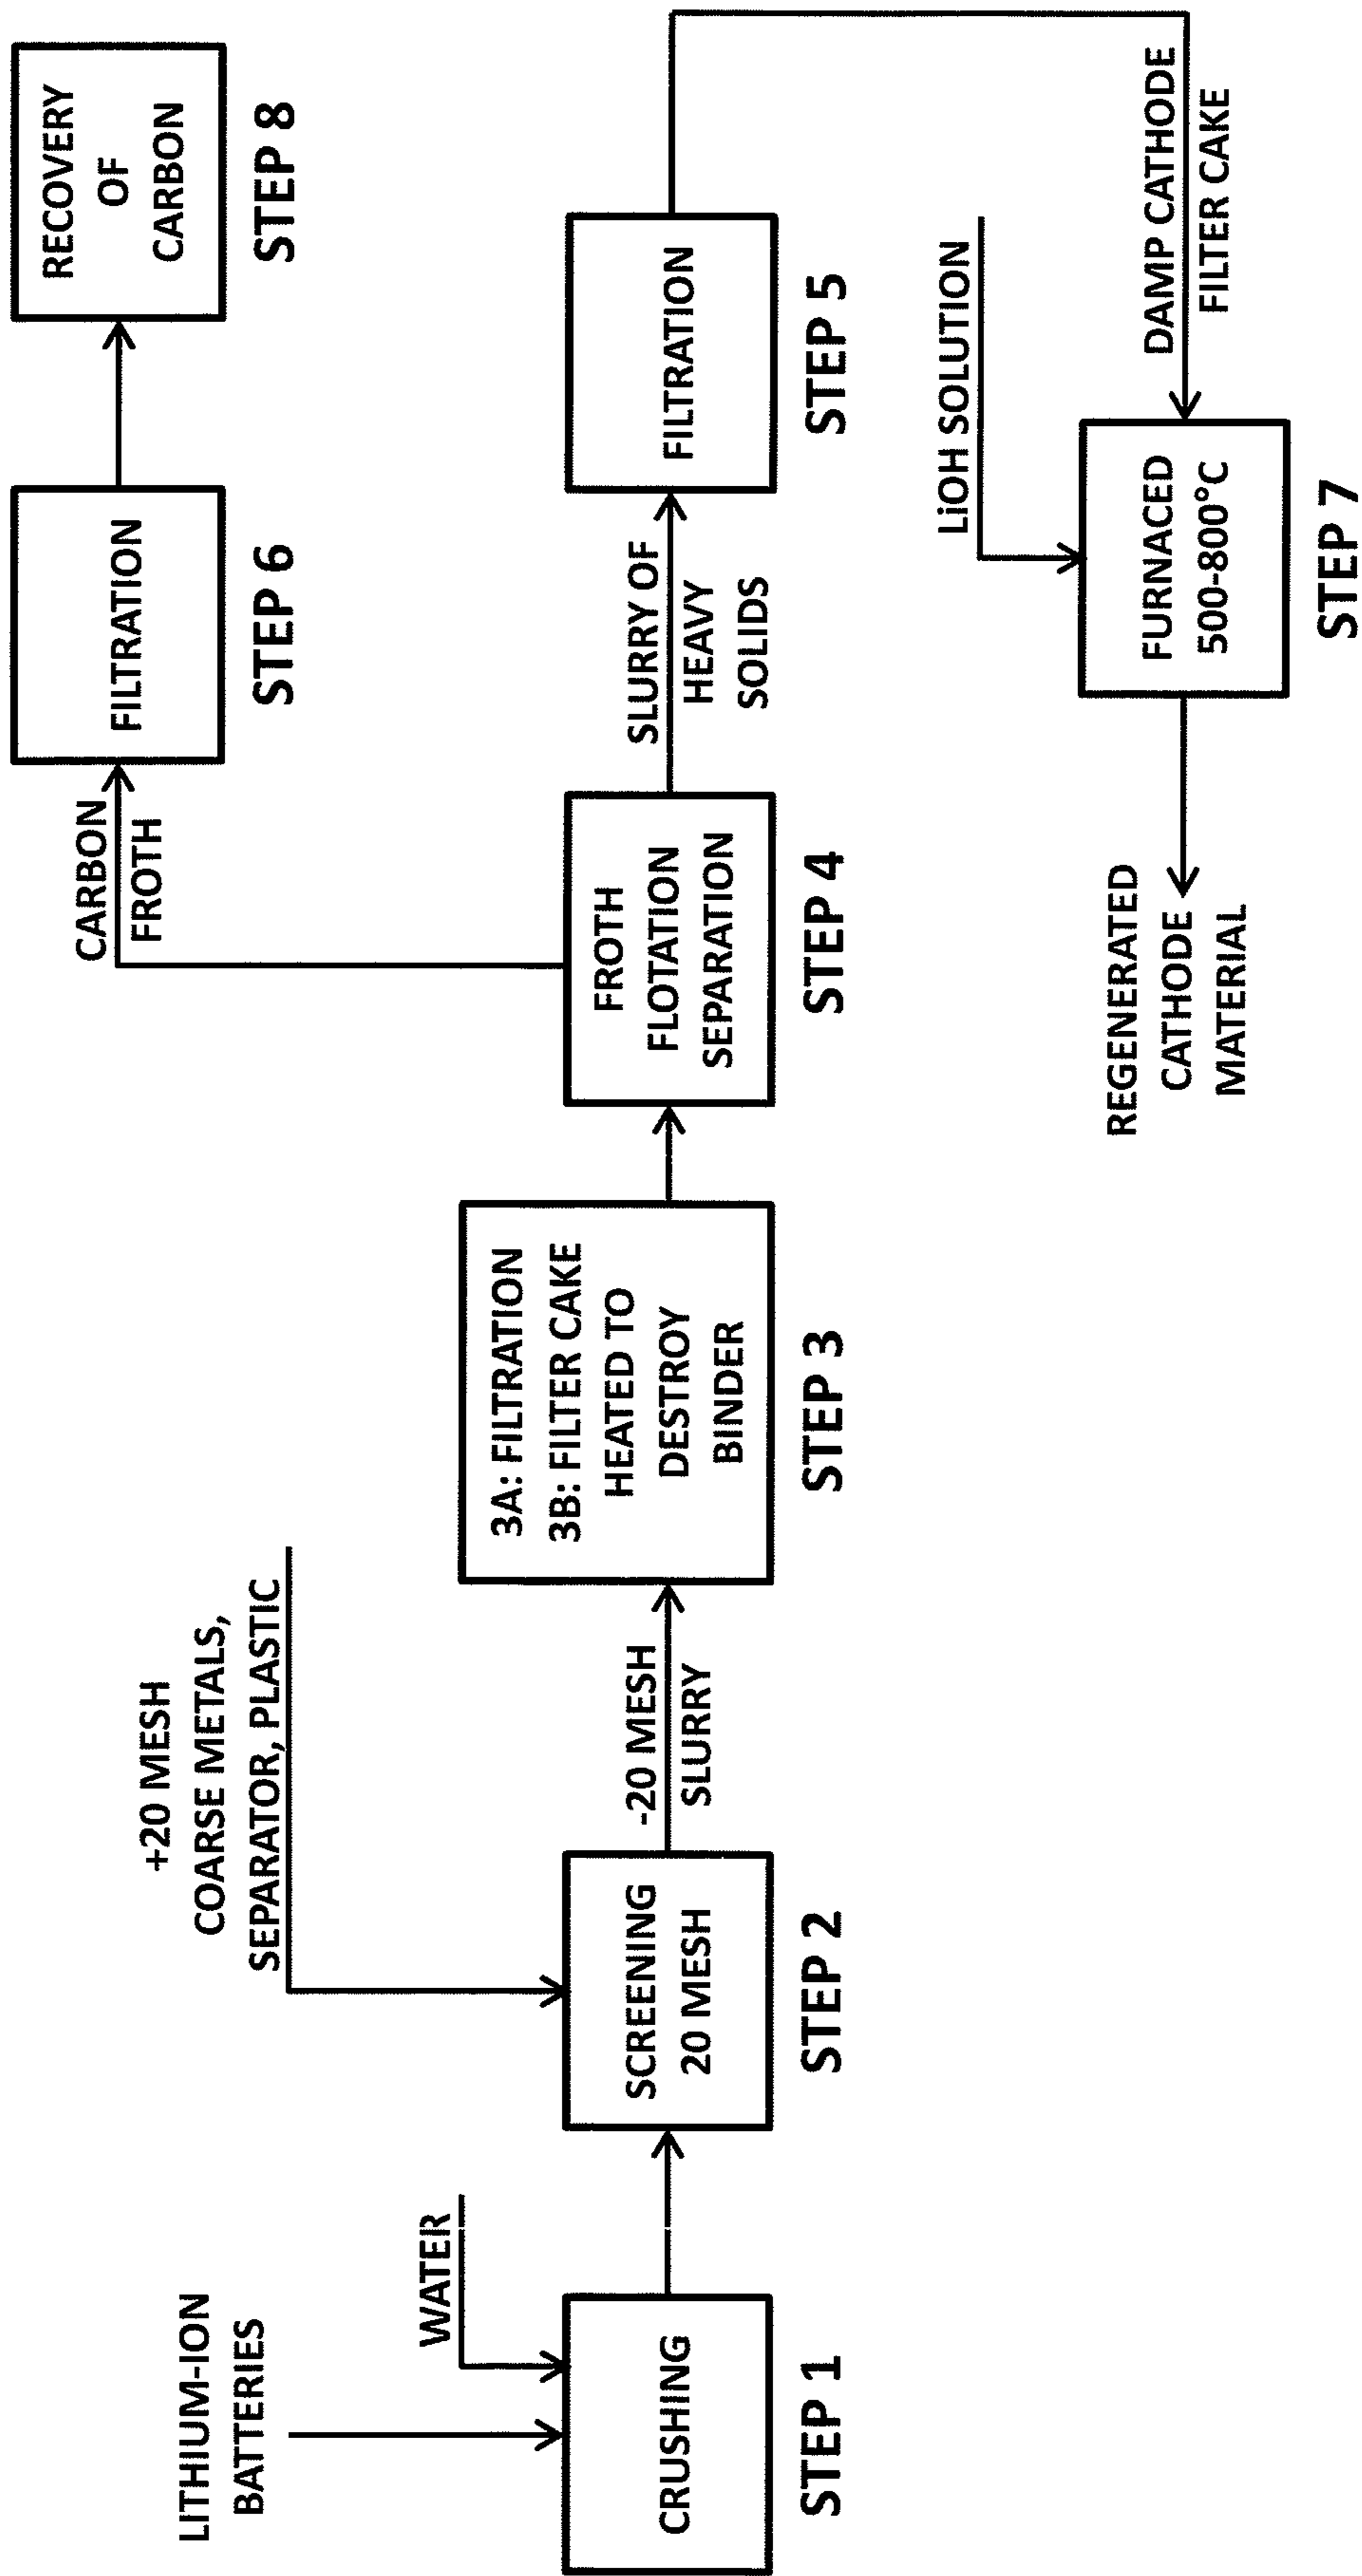 LITHIUM-ION
BATTERIES
WATER
CRUSHING
STEP 1
+20 MESH
COARSE METALS,
SEPARATOR, PLASTIC
SCREENING
20 MESH
STEP 2
-20 MESH
SLURRY
3A: FILTRATION
3B: FILTER CAKE
HEATED TO
DESTROY
BINDER
STEP 3
FROTH
FLOTATION
SEPARATION
STEP 4
CARBON
FROTH
FILTRATION
STEP 6
RECOVERY
OF
CARBON
STEP 8
SLURRY OF
HEAVY
SOLIDS
FILTRATION
STEP 5
DAMP CATHODE
FILTER CAKE
LiOH SOLUTION
FURNACED
500-800°C
STEP 7
REGENERATED
CATHODE
MATERIAL